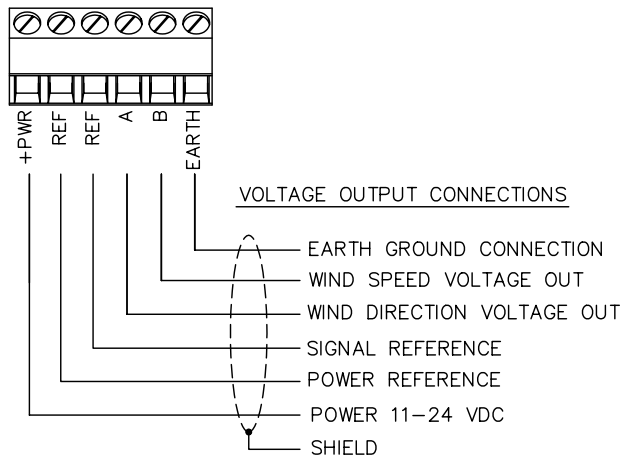 +PWR
REF
REF
A
B
EARTH
VOLTAGE OUTPUT CONNECTIONS
EARTH GROUND CONNECTION
WIND SPEED VOLTAGE OUT
WIND DIRECTION VOLTAGE OUT
SIGNAL REFERENCE
POWER REFERENCE
POWER 11–24 VDC
SHIELD